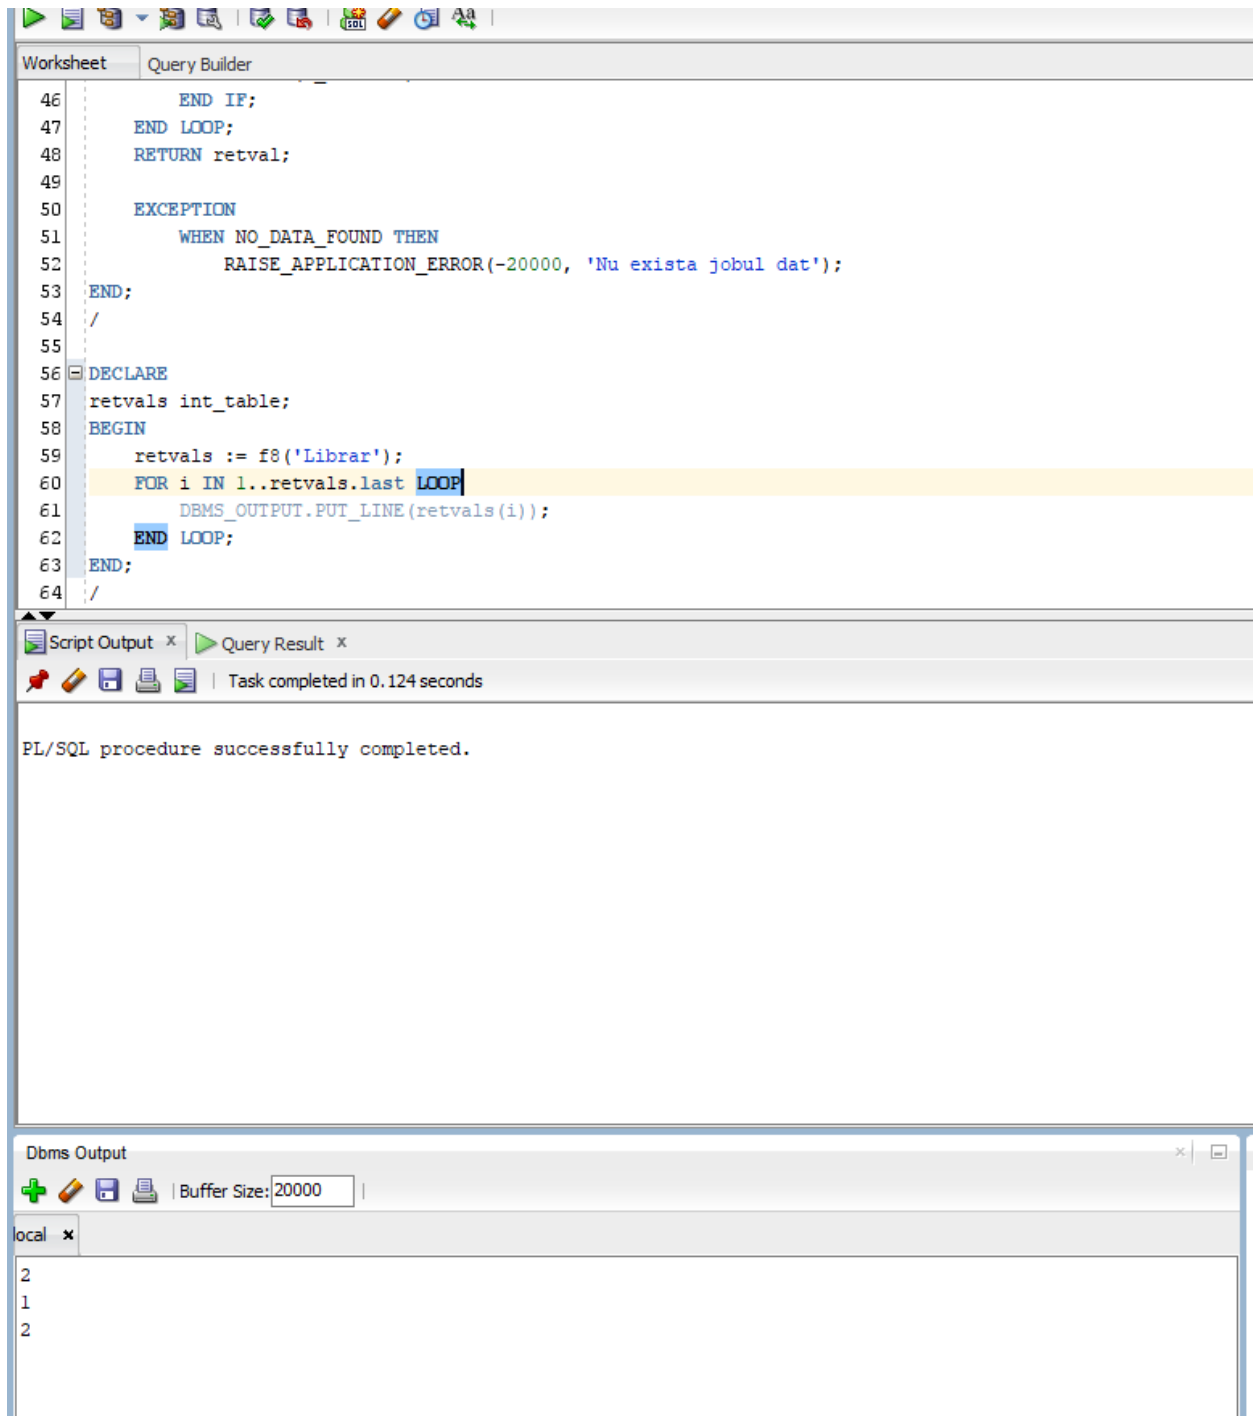 Worksheet Query Builder
46 END IF;
47 END LOOP;
48 RETURN retval;
49
50 EXCEPTION
51 WHEN NO_DATA_FOUND THEN
52 RAISE_APPLICATION_ERROR(-20000, 'Nu exista jobul dat');
53 END;
54 /
55
56 DECLARE
57 retvals int_table;
58 BEGIN
59 retvals := f8('Librar');
60 FOR i IN 1..retvals.last LOOP
61 DBMS_OUTPUT.PUT_LINE(retvals(i));
62 END LOOP;
63 END;
64 /
Script Output x Query Result x
Task completed in 0.124 seconds
PL/SQL procedure successfully completed.
Dbms Output
Buffer Size: 20000
local x
2
1
2